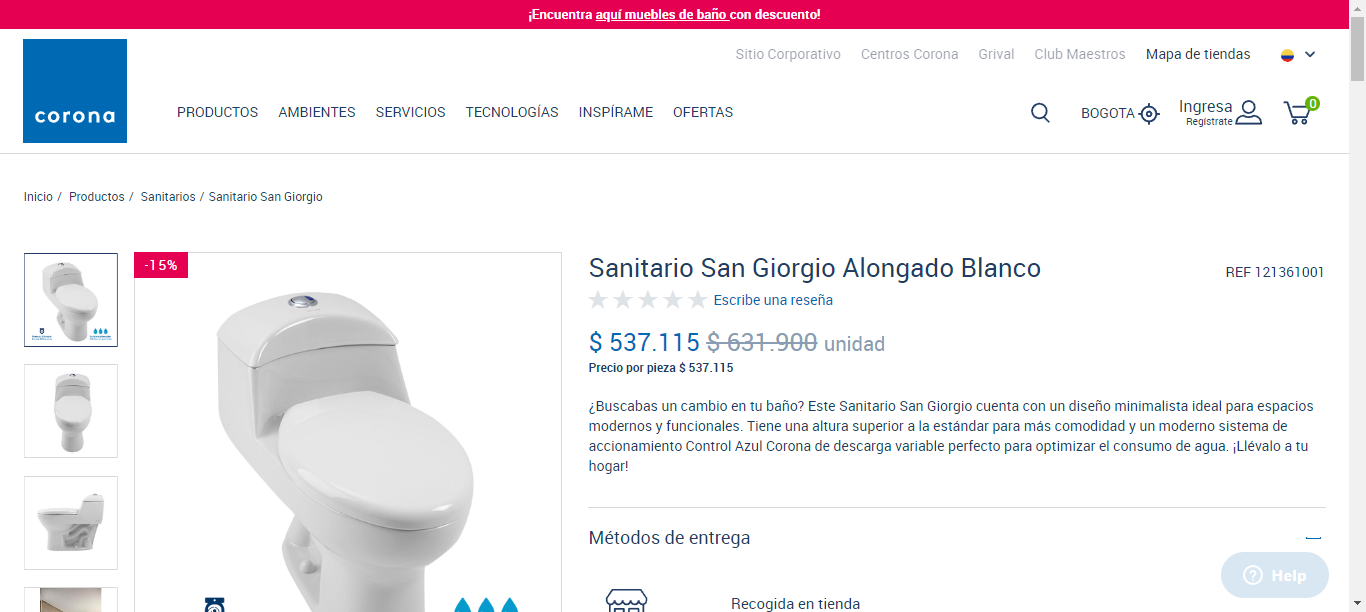 ¡Encuentra aquí muebles de baño con descuento!
Sitio Corporativo Centros Corona Grival Club Maestros Mapa de tiendas
corona
PRODUCTOS AMBIENTES SERVICIOS TECNOLOGÍAS INSPÍRAME OFERTAS
BOGOTA
Ingresa
Regístrate
0
Inicio / Productos / Sanitarios / Sanitario San Giorgio
-15%
Sanitario San Giorgio Alongado Blanco
REF 121361001
Escribe una reseña
$ 537.115 $ 631.900 unidad
Precio por pieza $ 537.115
¿Buscabas un cambio en tu baño? Este Sanitario San Giorgio cuenta con un diseño minimalista ideal para espacios
modernos y funcionales. Tiene una altura superior a la estándar para más comodidad y un moderno sistema de
accionamiento Control Azul Corona de descarga variable perfecto para optimizar el consumo de agua. ¡Llévalo a tu
hogar!
Métodos de entrega
Help
Recogida en tienda